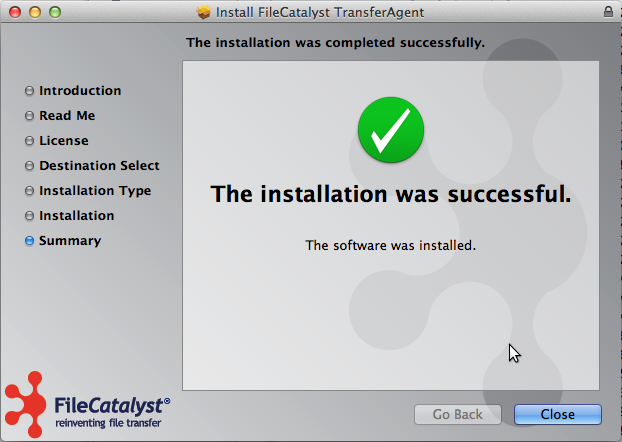 Install FileCatalyst TransferAgent
The installation was completed successfully.
Introduction
Read Me
License
Destination Select
Installation Type
Installation
Summary
The installation was successful.
The software was installed.
FileCatalyst®
reinventing file transfer
Go Back
Close